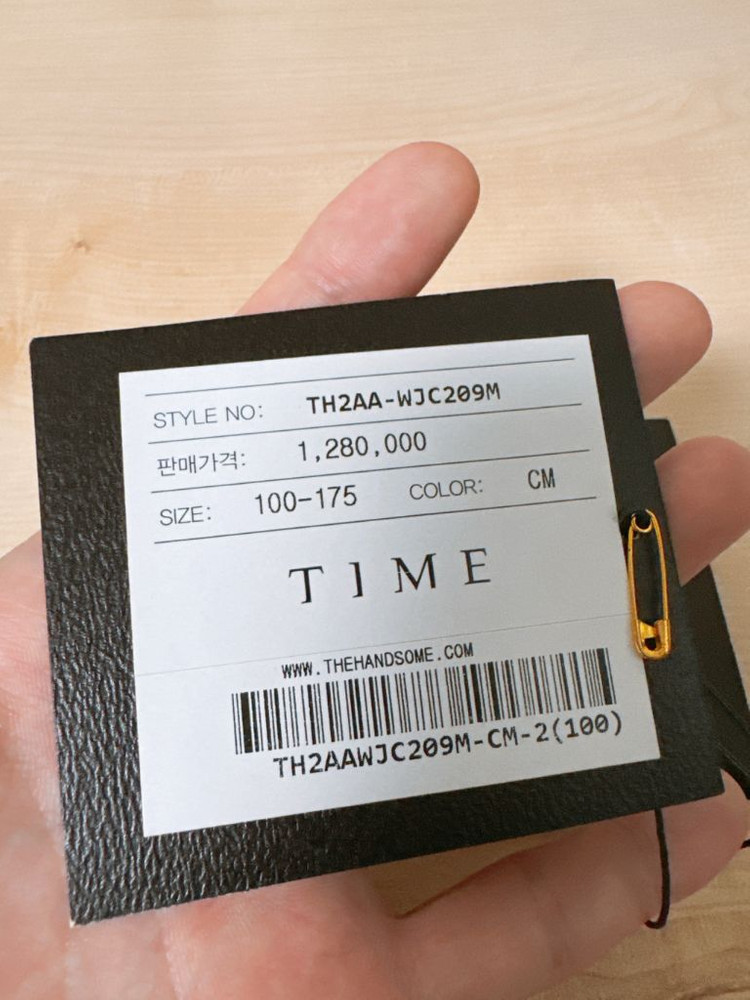 STYLE NO: TH2AA-WJC209M
판매가격: 1,280,000
SIZE: 100-175 COLOR: CM
TIME
WWW.THEHANDSOME.COM
TH2AAWJC209M-CM-2(100)